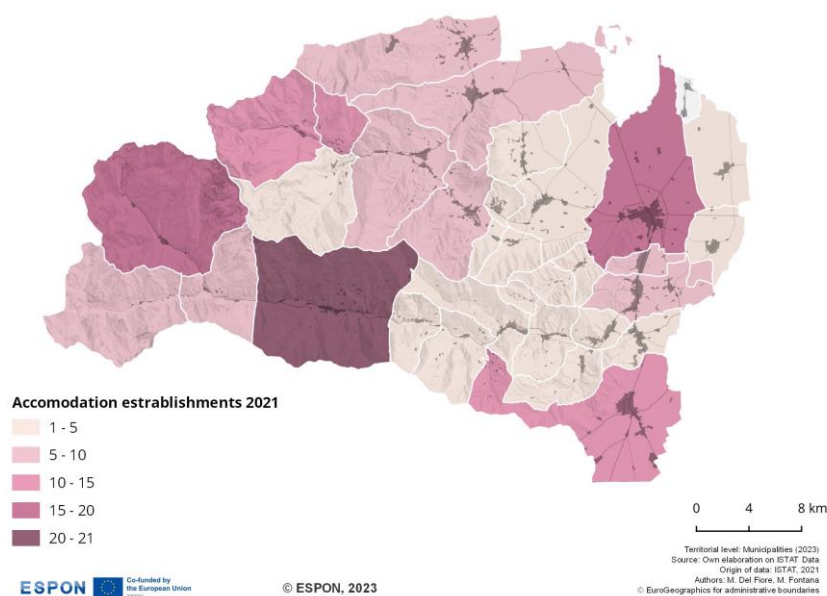 Accomodation estrablishments 2021
1 - 5
5 - 10
10 - 15
15 - 20
20 - 21
0 4 8 km
Territorial level: Municipalities (2023)
Source: Own elaboration on ISTAT Data
Origin of data: ISTAT, 2021
Authors: M. Del Fiore, M. Fontana
© EuroGeographics for administrative boundaries
ESPON
Co-funded by
the European Union
© ESPON, 2023